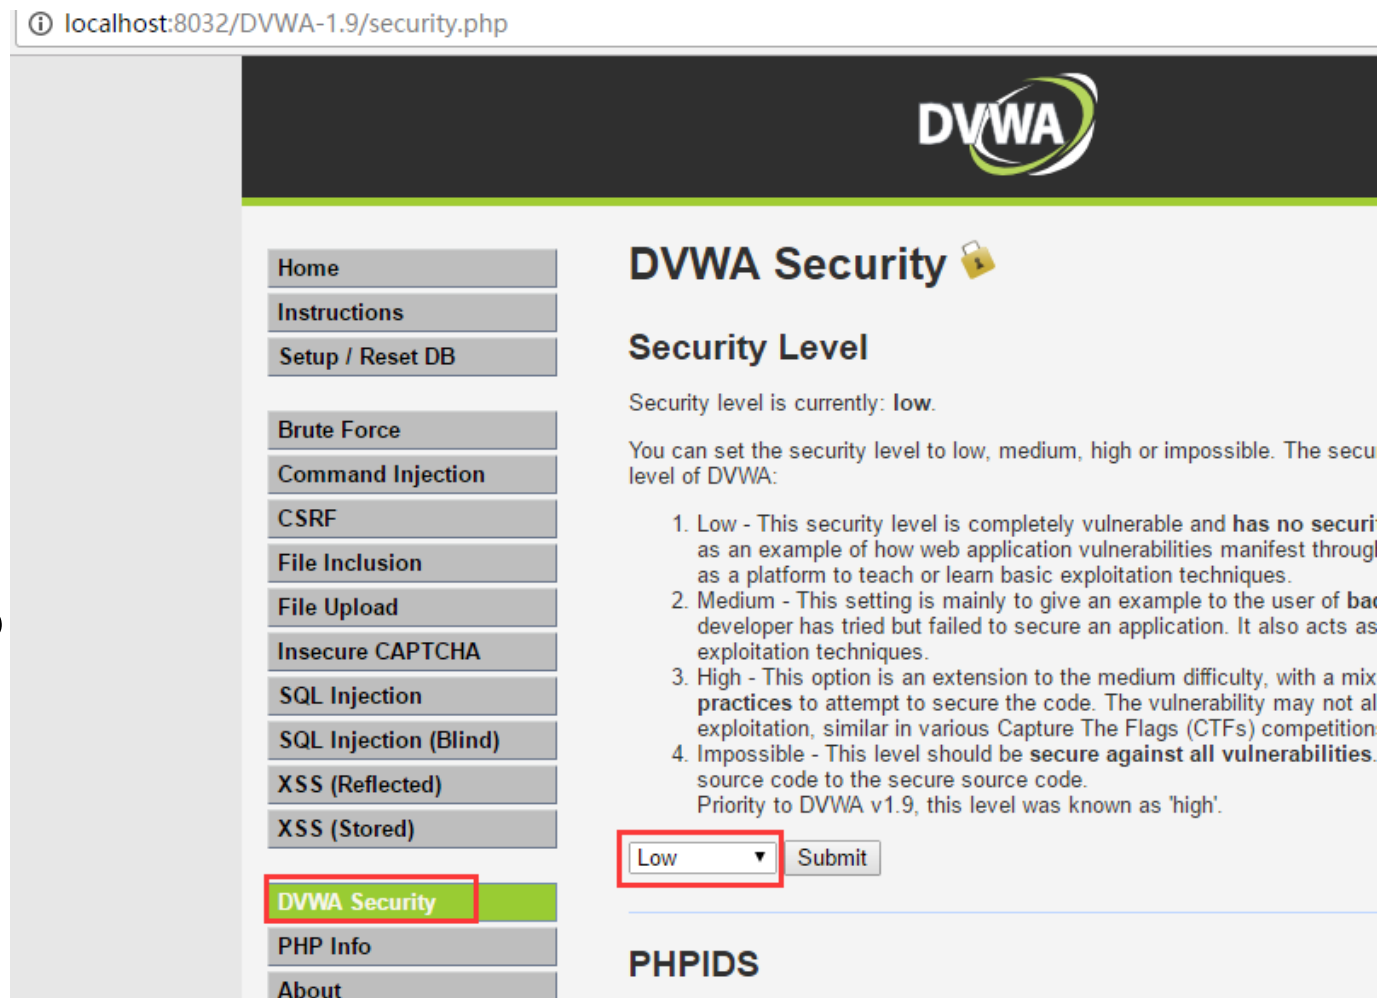 localhost:8032/DVWA-1.9/security.php
DVWA
Home
Instructions
Setup / Reset DB
Brute Force
Command Injection
CSRF
File Inclusion
File Upload
Insecure CAPTCHA
SQL Injection
SQL Injection (Blind)
XSS (Reflected)
XSS (Stored)
DVWA Security
PHP Info
About
DVWA Security
Security Level
Security level is currently: low.
You can set the security level to low, medium, high or impossible. The secu
level of DVWA:
1. Low - This security level is completely vulnerable and has no securi
as an example of how web application vulnerabilities manifest throug
as a platform to teach or learn basic exploitation techniques.
2. Medium - This setting is mainly to give an example to the user of bac
developer has tried but failed to secure an application. It also acts as
exploitation techniques.
3. High - This option is an extension to the medium difficulty, with a mix
practices to attempt to secure the code. The vulnerability may not al
exploitation, similar in various Capture The Flags (CTFs) competition
4. Impossible - This level should be secure against all vulnerabilities.
source code to the secure source code.
Priority to DVWA v1.9, this level was known as 'high'.
Low
Submit
PHPIDS